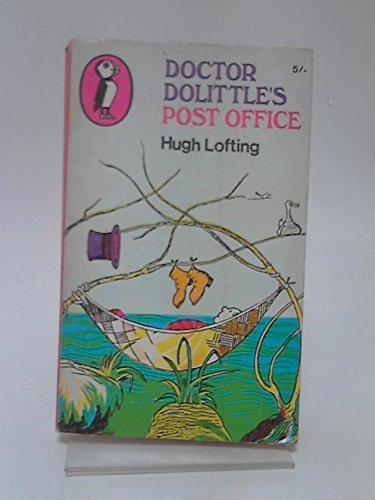 DOCTOR
DOLITTLE'S
POST OFFICE
Hugh Lofting
5/-